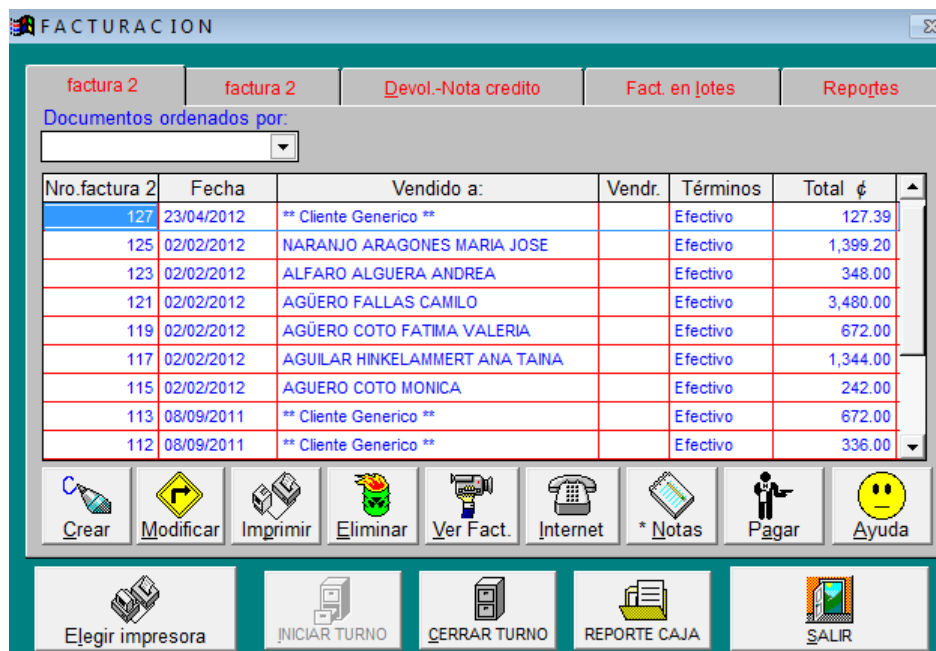 FACTURACION
factura 2 factura 2 Devol.-Nota credito Fact. en lotes Reportes
Documentos ordenados por:
Nro.factura 2 Fecha Vendido a: Vendr. Términos Total ¢
127 23/04/2012 ** Cliente Generico ** Efectivo 127.39
125 02/02/2012 NARANJO ARAGONES MARIA JOSE Efectivo 1,399.20
123 02/02/2012 ALFARO ALGUERA ANDREA Efectivo 348.00
121 02/02/2012 AGÜERO FALLAS CAMILO Efectivo 3,480.00
119 02/02/2012 AGÜERO COTO FATIMA VALERIA Efectivo 672.00
117 02/02/2012 AGUILAR HINKELAMMERT ANA TAINA Efectivo 1,344.00
115 02/02/2012 AGUERO COTO MONICA Efectivo 242.00
113 08/09/2011 ** Cliente Generico ** Efectivo 672.00
112 08/09/2011 ** Cliente Generico ** Efectivo 336.00
Crear Modificar Imprimir Eliminar Ver Fact. Internet * Notas Pagar Ayuda
Elegir impresora INICIAR TURNO CERRAR TURNO REPORTE CAJA SALIR